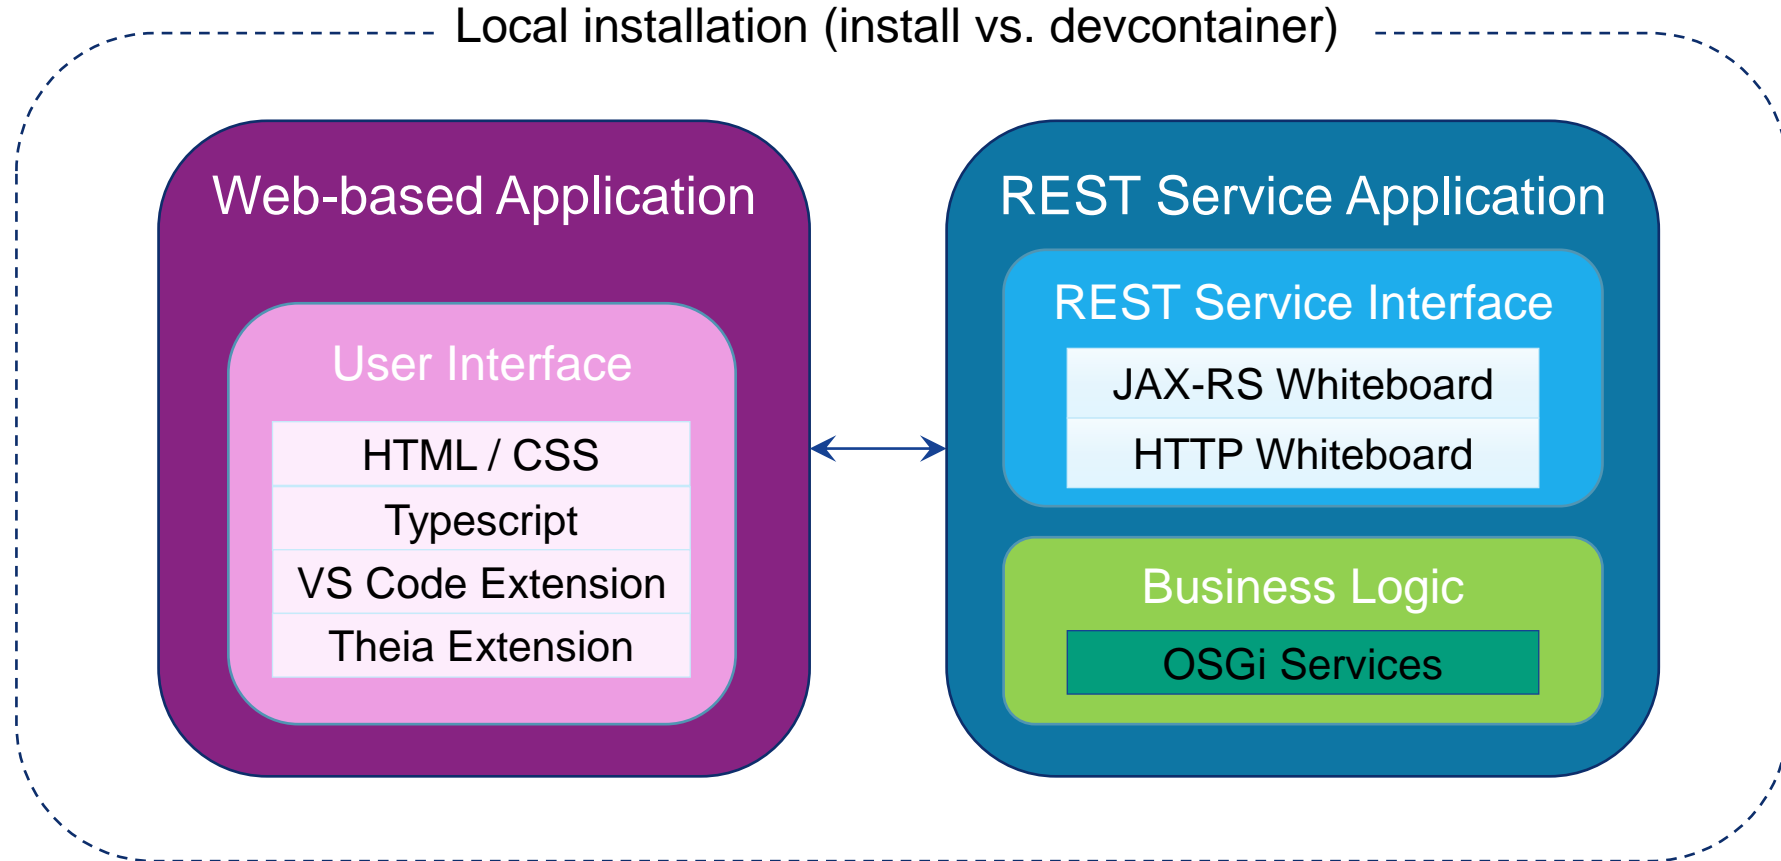 Local installation (install vs. devcontainer)
Web-based Application
User Interface
HTML / CSS
Typescript
VS Code Extension
Theia Extension
REST Service Application
REST Service Interface
JAX-RS Whiteboard
HTTP Whiteboard
Business Logic
OSGi Services